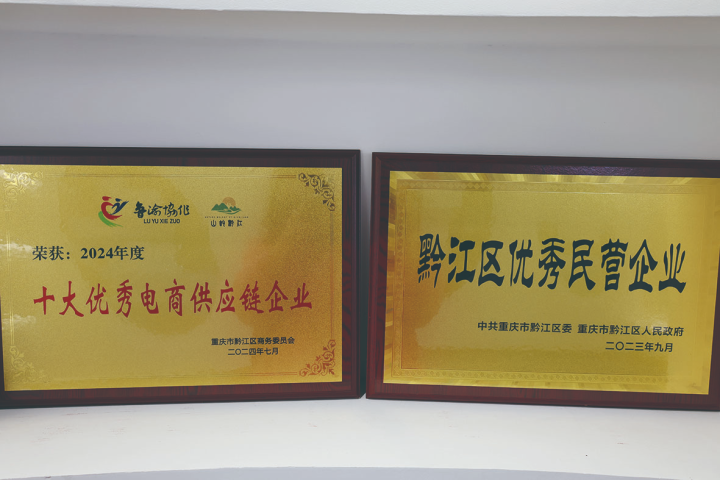 鲁渝协作
LU YU XIE ZUO
山韵黔江
荣获：2024年度
十大优秀电商供应链企业
重庆市黔江区商务委员会
二〇二四年七月
黔江区优秀民营企业
中共重庆市黔江区委 重庆市黔江区人民政府
二〇二三年九月